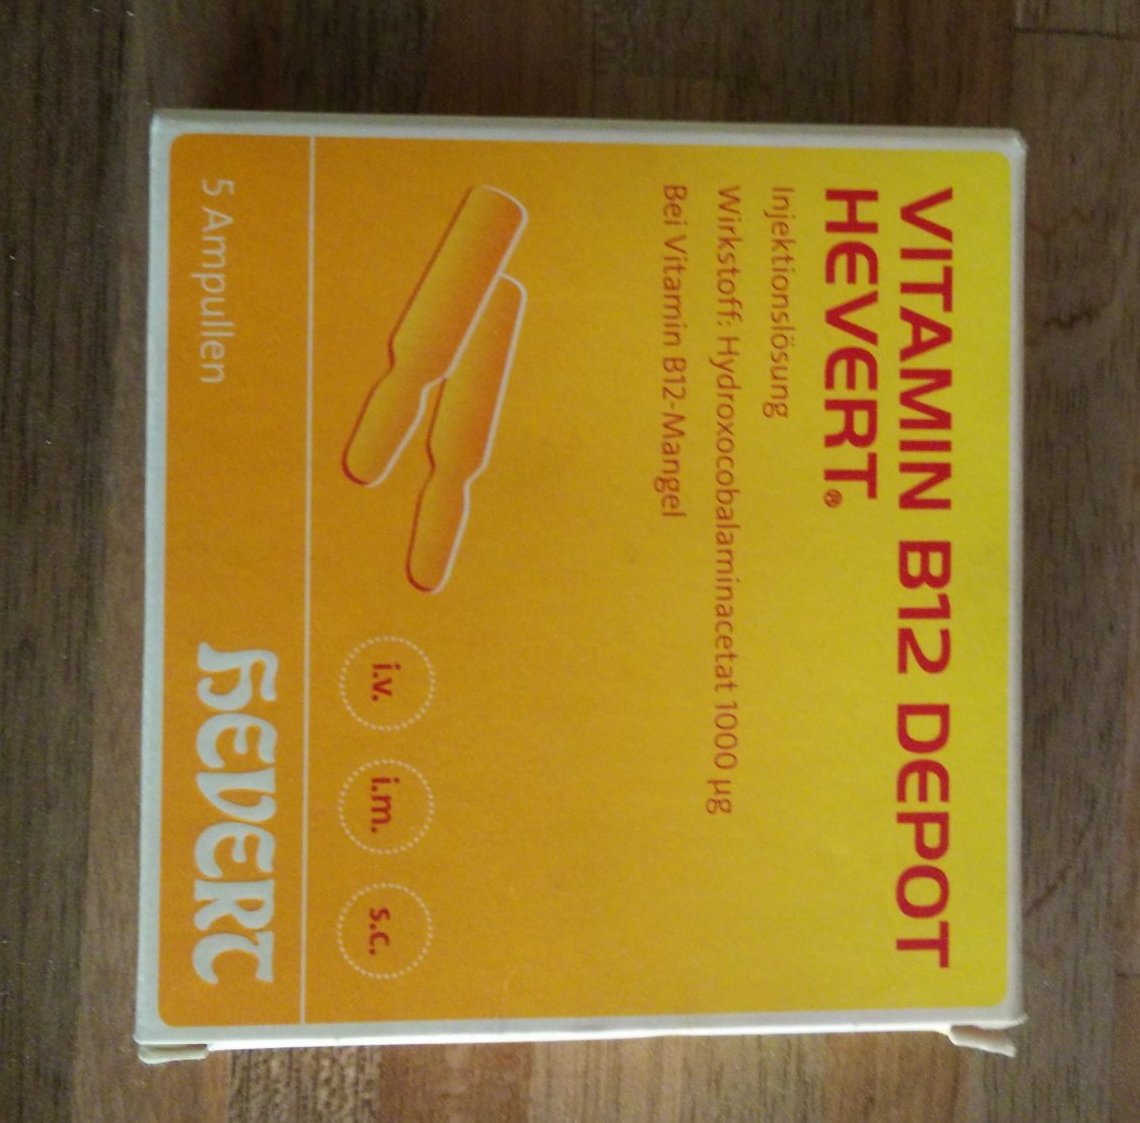 VITAMIN B12 DEPOT
HEVERT®
Injektionslösung
Wirkstoff: Hydroxocobalaminacetat 1000 µg
Bei Vitamin B12-Mangel
i.v.
i.m.
s.c.
5 Ampullen
HEVERT